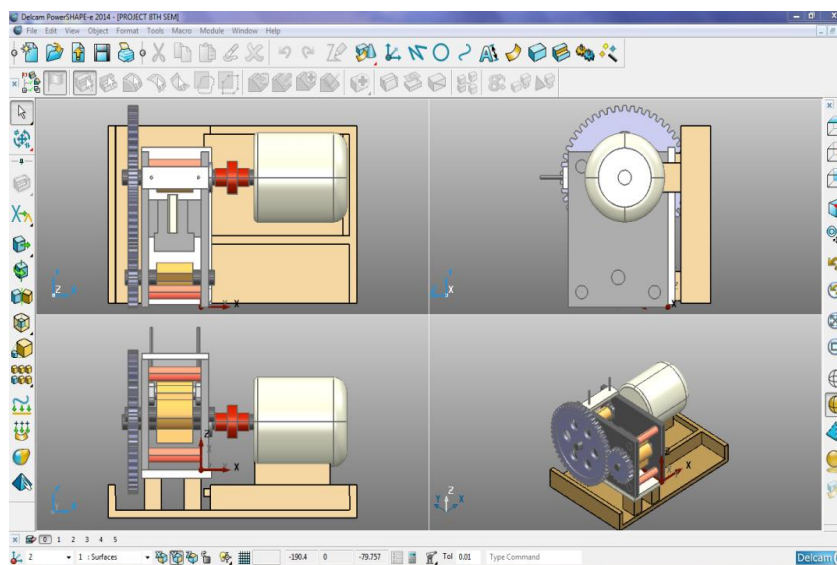 Delcam PowerSHAPE-e 2014 - [PROJECT 8TH SEM]
File Edit View Object Format Tools Macro Module Window Help
Z
X
X
X
Z
X
X
Z
0 1 2 3 4 5
2 1 : Surfaces -190.4 0 -79.757 Tol 0.01 Type Command Delcam